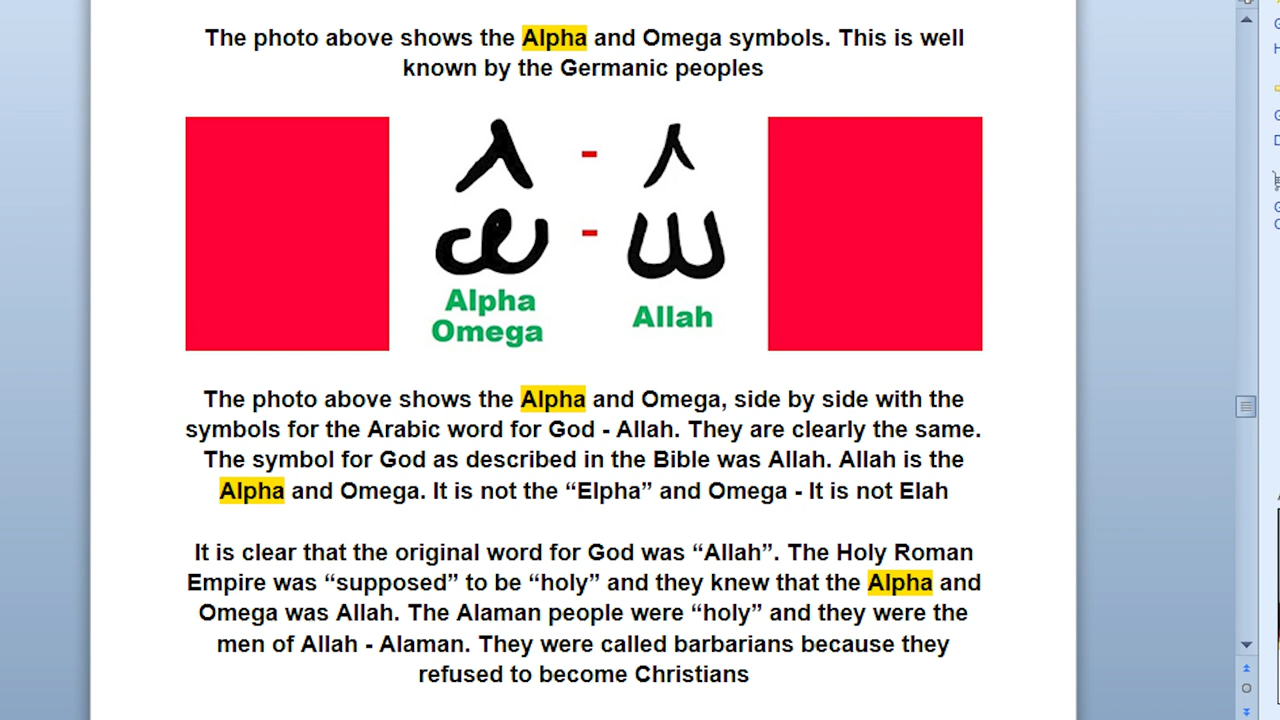 The photo above shows the Alpha and Omega symbols. This is well
known by the Germanic peoples
-
-
Alpha
Omega
Allah
The photo above shows the Alpha and Omega, side by side with the
symbols for the Arabic word for God - Allah. They are clearly the same.
The symbol for God as described in the Bible was Allah. Allah is the
Alpha and Omega. It is not the “Elpha” and Omega - It is not Elah
It is clear that the original word for God was “Allah”. The Holy Roman
Empire was “supposed” to be “holy” and they knew that the Alpha and
Omega was Allah. The Alaman people were “holy” and they were the
men of Allah - Alaman. They were called barbarians because they
refused to become Christians